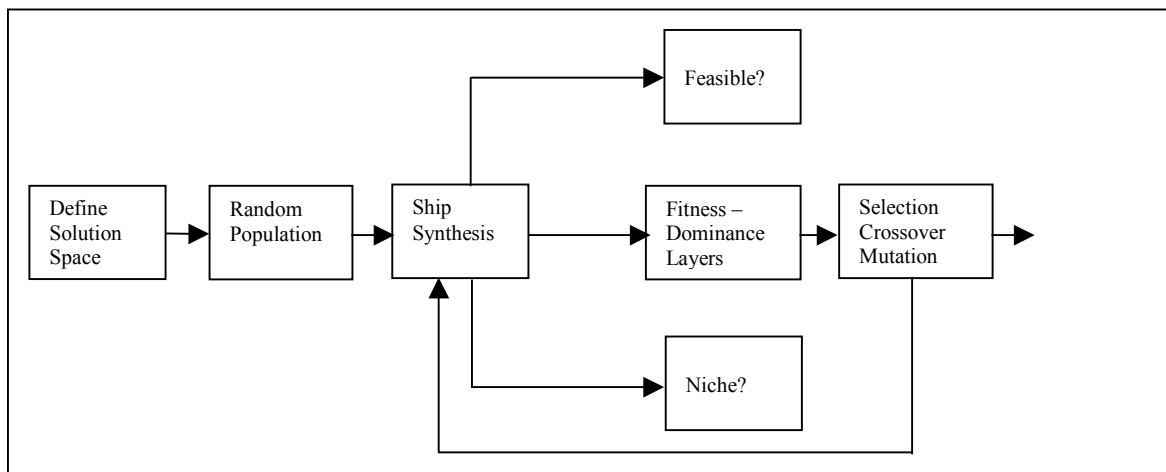 Feasible?
Define
Solution
Space
Random
Population
Ship
Synthesis
Fitness –
Dominance
Layers
Selection
Crossover
Mutation
Niche?